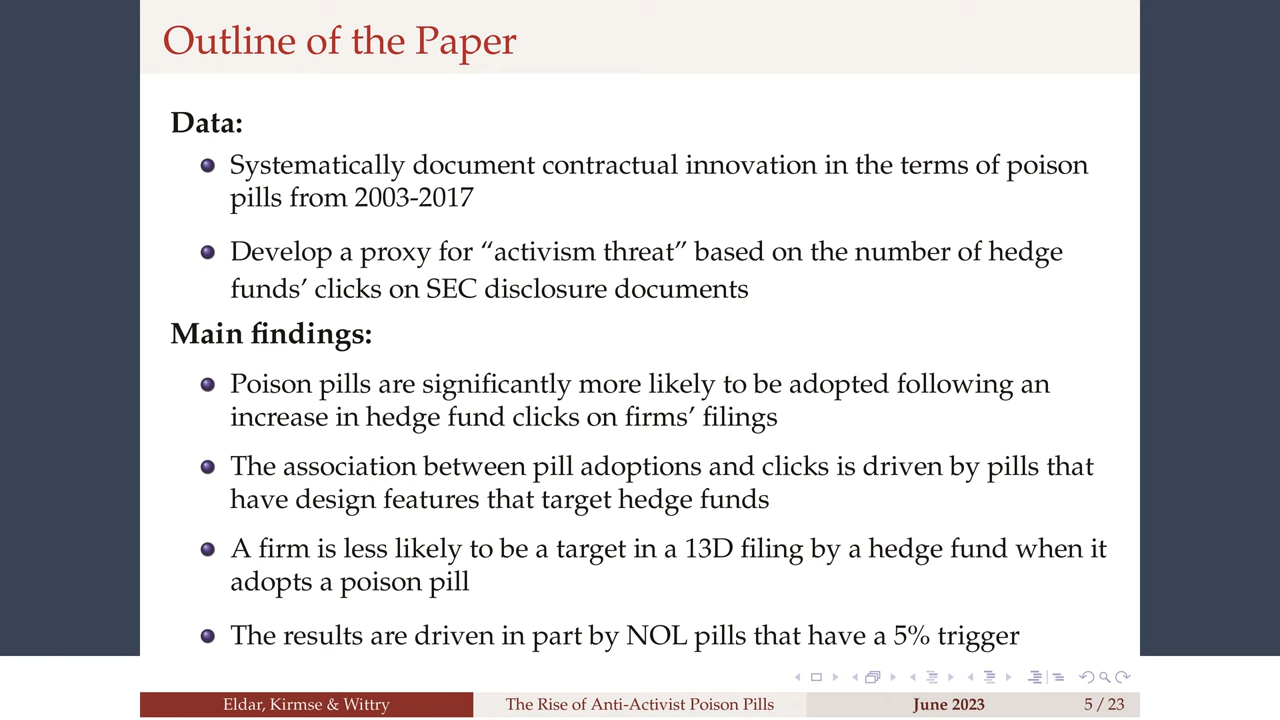 Outline of the Paper
Data:
Systematically document contractual innovation in the terms of poison
pills from 2003-2017
Develop a proxy for “activism threat” based on the number of hedge
funds’ clicks on SEC disclosure documents
Main findings:
Poison pills are significantly more likely to be adopted following an
increase in hedge fund clicks on firms’ filings
The association between pill adoptions and clicks is driven by pills that
have design features that target hedge funds
A firm is less likely to be a target in a 13D filing by a hedge fund when it
adopts a poison pill
The results are driven in part by NOL pills that have a 5% trigger
Eldar, Kirmse & Wittry
The Rise of Anti-Activist Poison Pills
June 2023
5 / 23